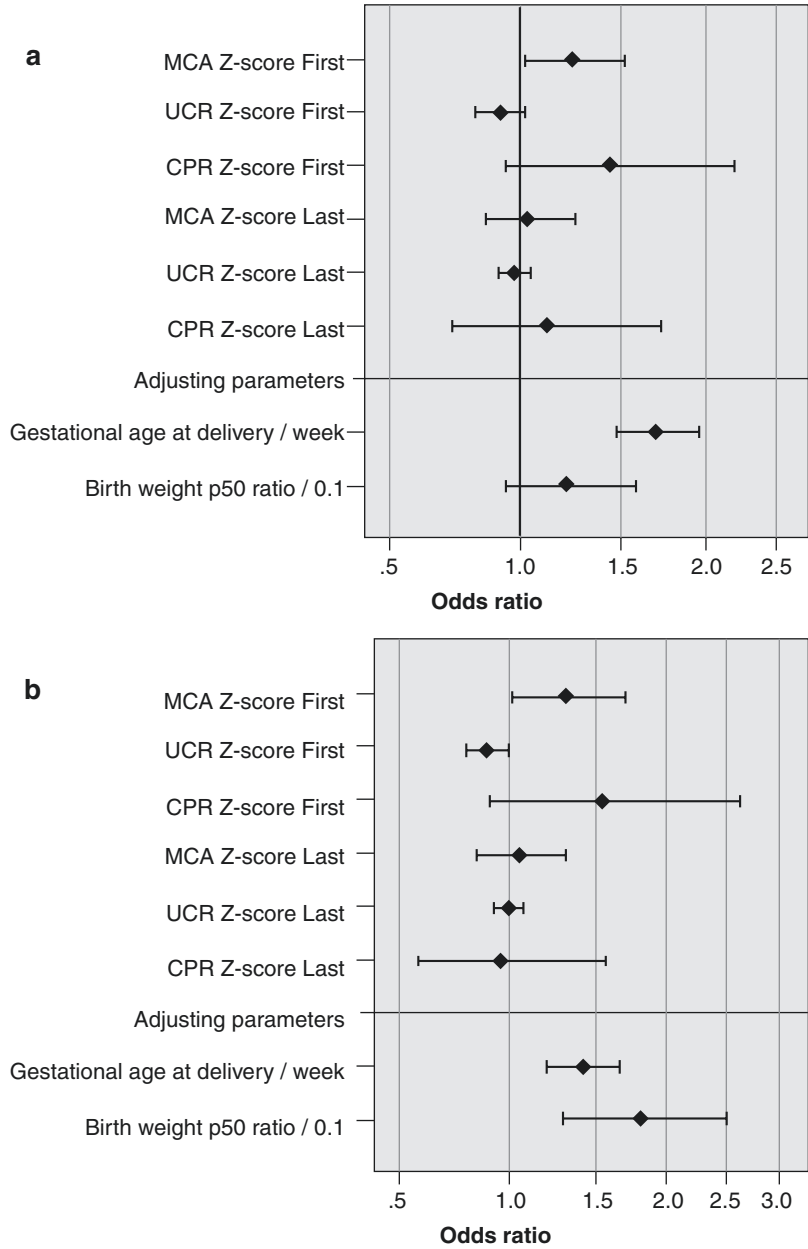 a
MCA Z-score First
UCR Z-score First
CPR Z-score First
MCA Z-score Last
UCR Z-score Last
CPR Z-score Last
Adjusting parameters
Gestational age at delivery / week
Birth weight p50 ratio / 0.1
.5 1.0 1.5 2.0 2.5
Odds ratio
b
MCA Z-score First
UCR Z-score First
CPR Z-score First
MCA Z-score Last
UCR Z-score Last
CPR Z-score Last
Adjusting parameters
Gestational age at delivery / week
Birth weight p50 ratio / 0.1
.5 1.0 1.5 2.0 2.5 3.0
Odds ratio